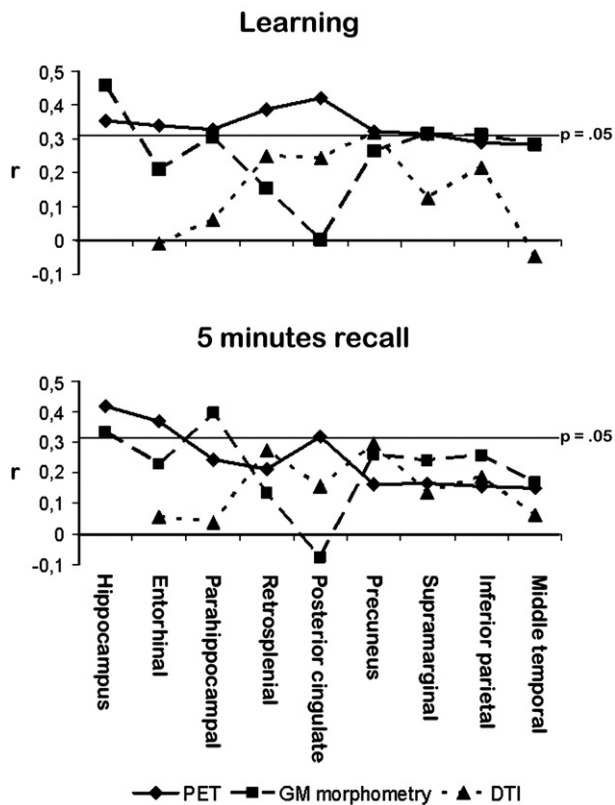 Learning
0,5
0,4
0,3
0,2
0,1
0
-0,1
r
p = .05
5 minutes recall
0,5
0,4
0,3
0,2
0,1
0
-0,1
r
p = .05
Hippocampus
Entorhinal
Parahippocampal
Retrosplenial
Posterior cingulate
Precuneus
Supramarginal
Inferior parietal
Middle temporal
PET GM morphometry DTI